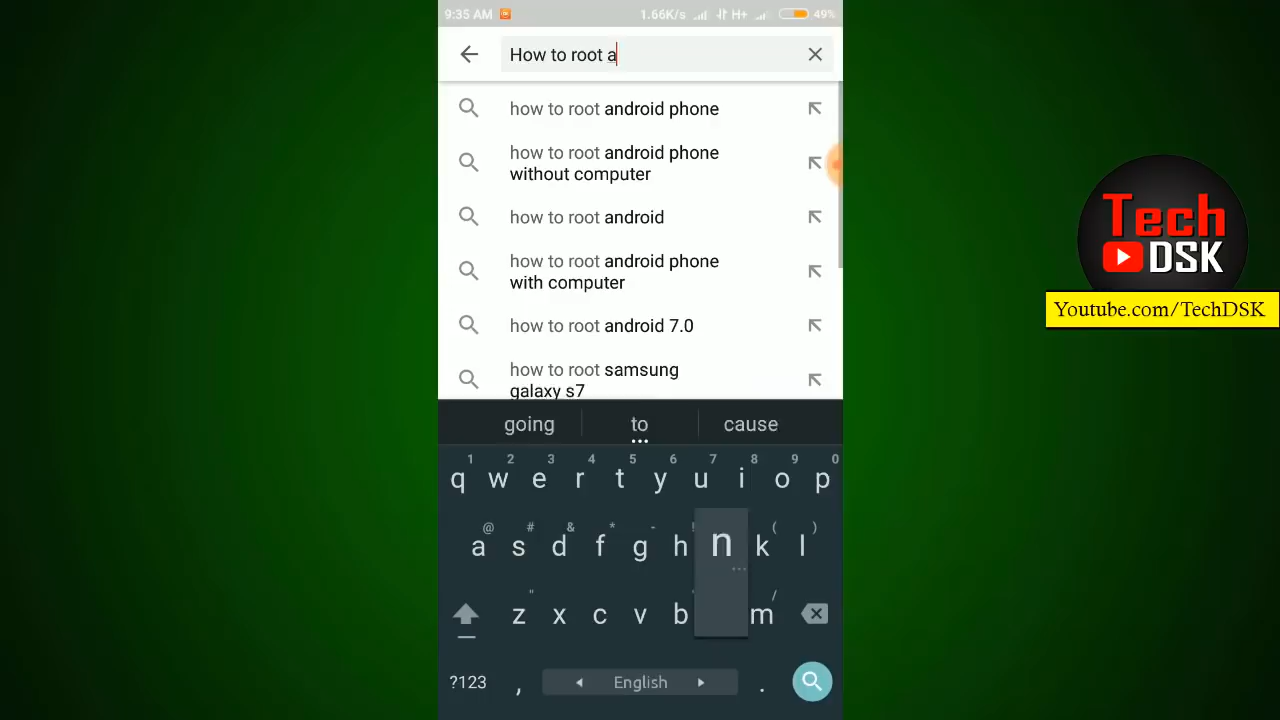 9:35 AM 1.66K/s H+ 49%
How to root a
how to root android phone
how to root android phone
without computer
how to root android
how to root android phone
with computer
how to root android 7.0
how to root samsung
galaxy s7
Tech
DSK
Youtube.com/TechDSK
going to cause
1 2 3 4 5 6 7 8 9 0
q w e r t y u i o p
@ # & * - ! ( )
a s d f g h n k l
" ' /
z x c v b m
?123 , English .